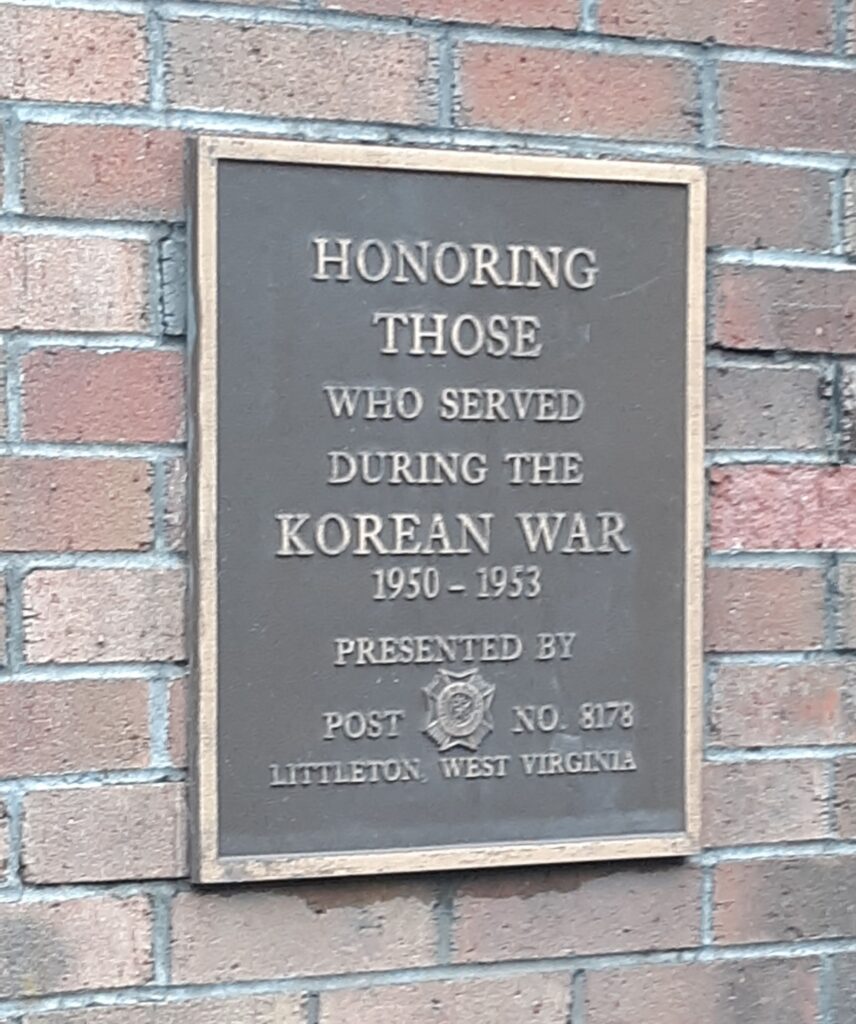 HONORING
THOSE
WHO SERVED
DURING THE
KOREAN WAR
1950 – 1953
PRESENTED BY
POST NO. 8178
LITTLETON, WEST VIRGINIA